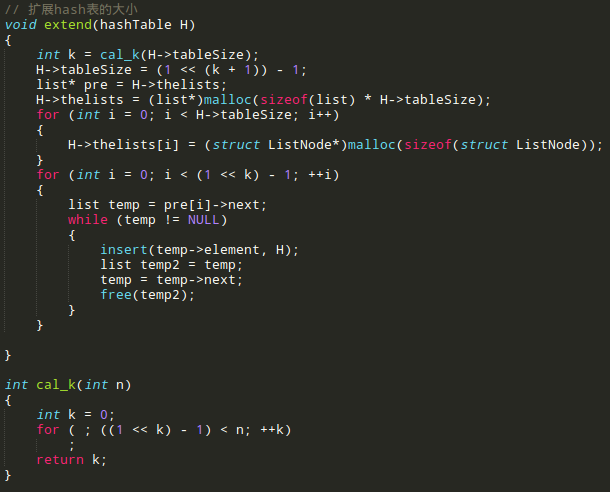 // 扩展hash表的大小
void extend(hashTable H)
{
    int k = cal_k(H->tableSize);
    H->tableSize = (1 << (k + 1)) - 1;
    list* pre = H->thelists;
    H->thelists = (list*)malloc(sizeof(list) * H->tableSize);
    for (int i = 0; i < H->tableSize; i++)
    {
        H->thelists[i] = (struct ListNode*)malloc(sizeof(struct ListNode));
    }
    for (int i = 0; i < (1 << k) - 1; ++i)
    {
        list temp = pre[i]->next;
        while (temp != NULL)
        {
            insert(temp->element, H);
            list temp2 = temp;
            temp = temp->next;
            free(temp2);
        }
    }

}

int cal_k(int n)
{
    int k = 0;
    for ( ; ((1 << k) - 1) < n; ++k)
        ;
    return k;
}